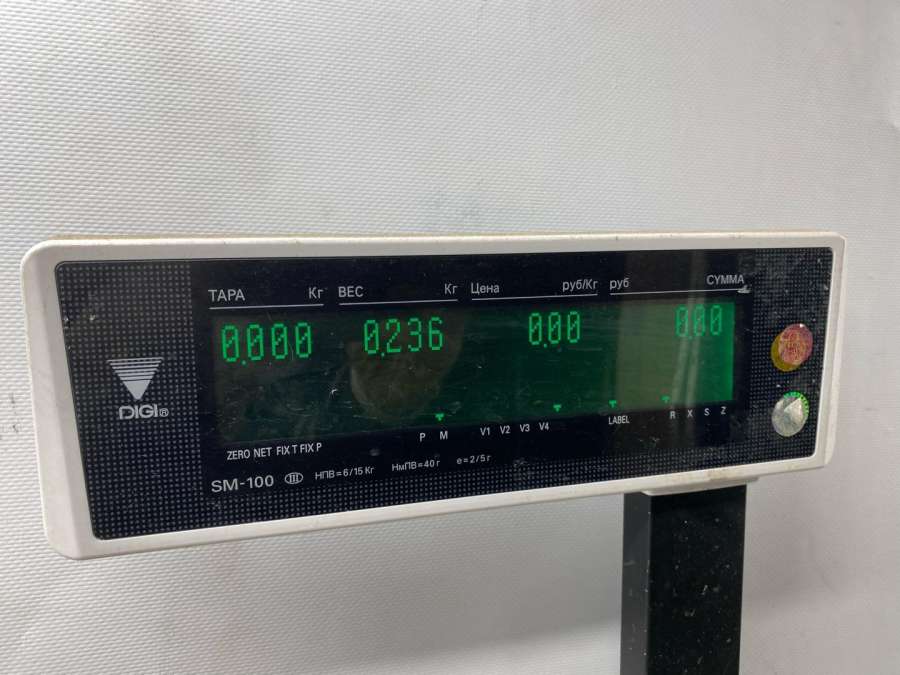 ТАРА Кг ВЕС Кг Цена руб/Кг руб СУММА
0.000 0.236 0.00 0.00
DIGI®
P M V1 V2 V3 V4 LABEL R X S Z
ZERO NET FIX T FIX P
SM-100 III НПВ=6/15 Кг НмПВ=40 г e=2/5 г